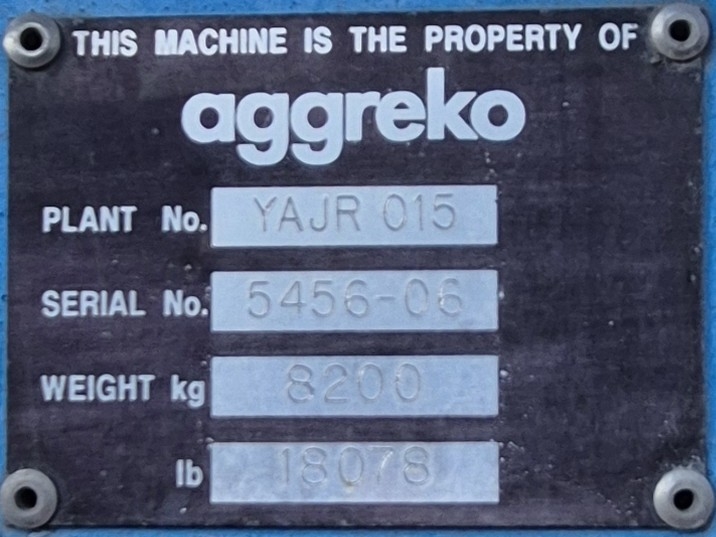 THIS MACHINE IS THE PROPERTY OF
aggreko
PLANT No. YAJR 015
SERIAL No. 5456-06
WEIGHT kg 8200
lb 18078